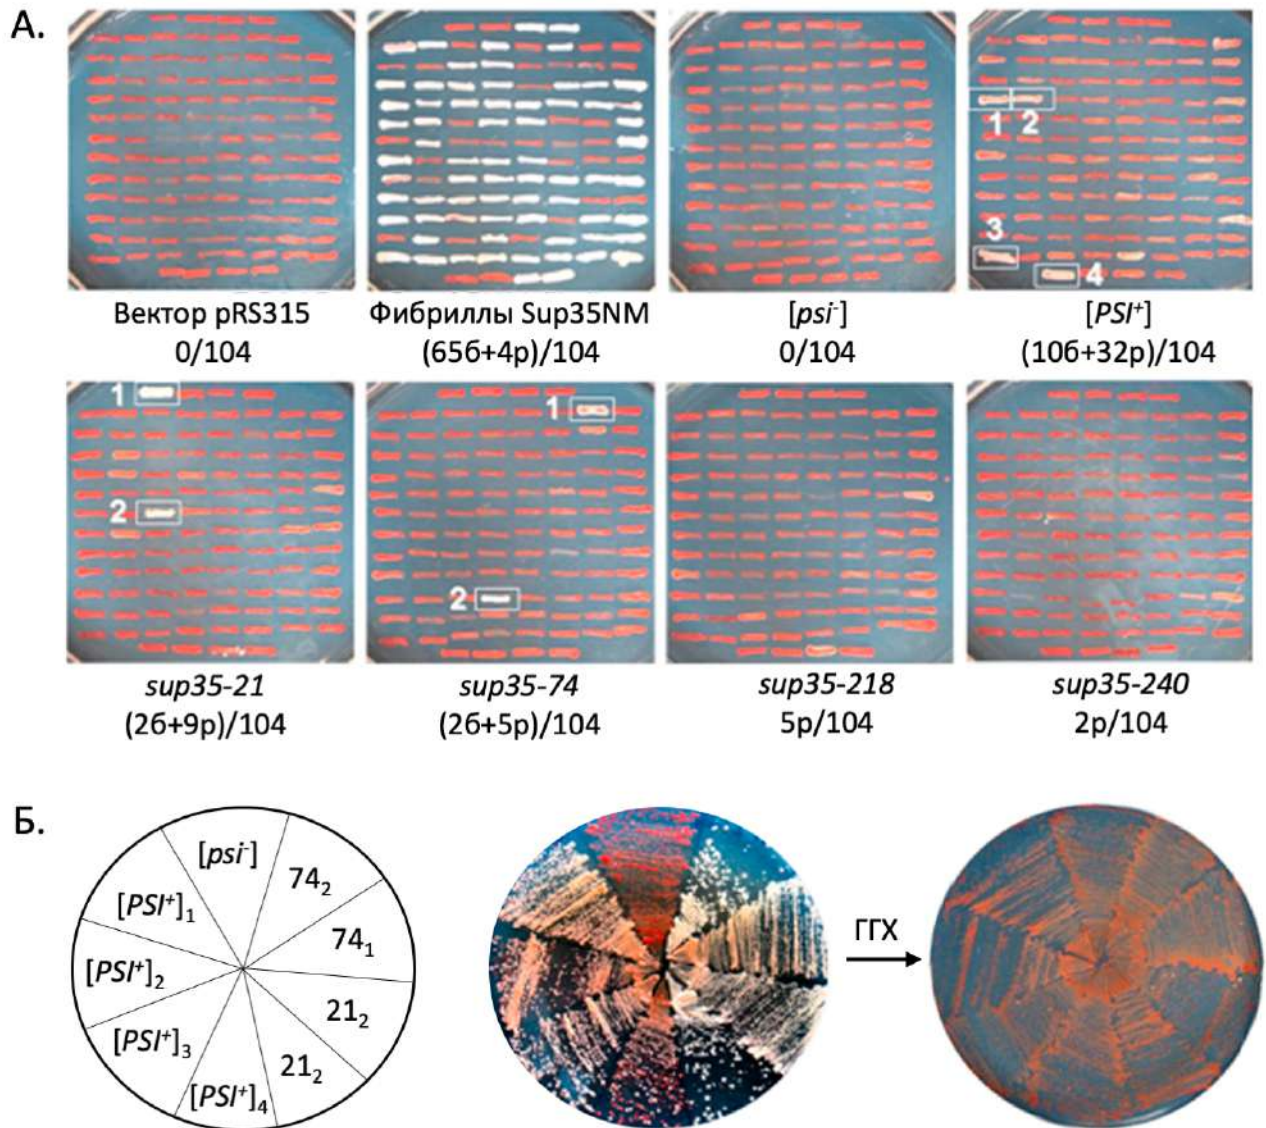 А.
1 2
3
4
Вектор pRS315 Фибриллы Sup35NM [psi-] [PSI+]
0/104 (65б+4р)/104 0/104 (10б+32р)/104
1 1
2
2
sup35-21 sup35-74 sup35-218 sup35-240
(2б+9р)/104 (2б+5р)/104 5р/104 2р/104
Б.
[psi-]
74₂
[PSI+]₁
74₁
[PSI+]₂
21₂
[PSI+]₃
21₂
[PSI+]₄
ГГХ